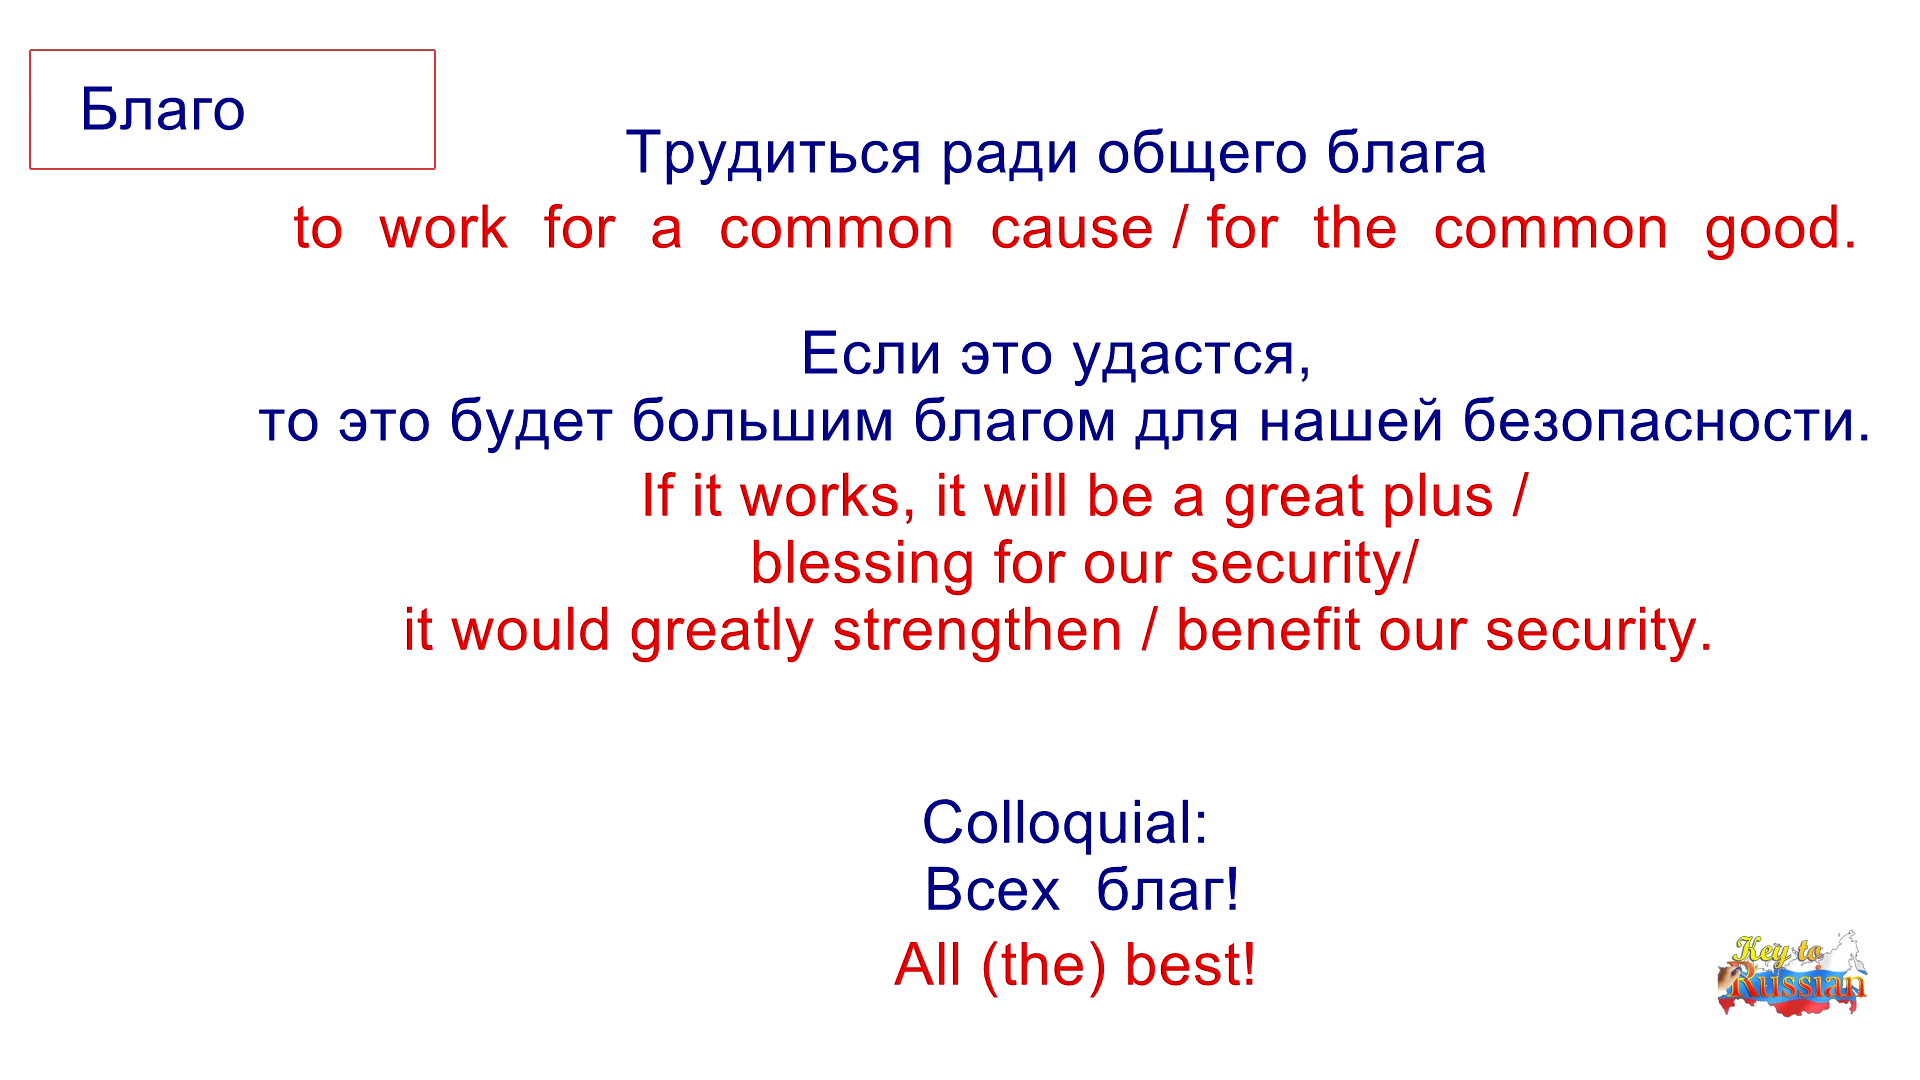 Благо
Трудиться ради общего блага
to work for a common cause / for the common good.
Если это удастся,
то это будет большим благом для нашей безопасности.
If it works, it will be a great plus /
blessing for our security/
it would greatly strengthen / benefit our security.
Colloquial:
Всех благ!
All (the) best!
Key to
Russian